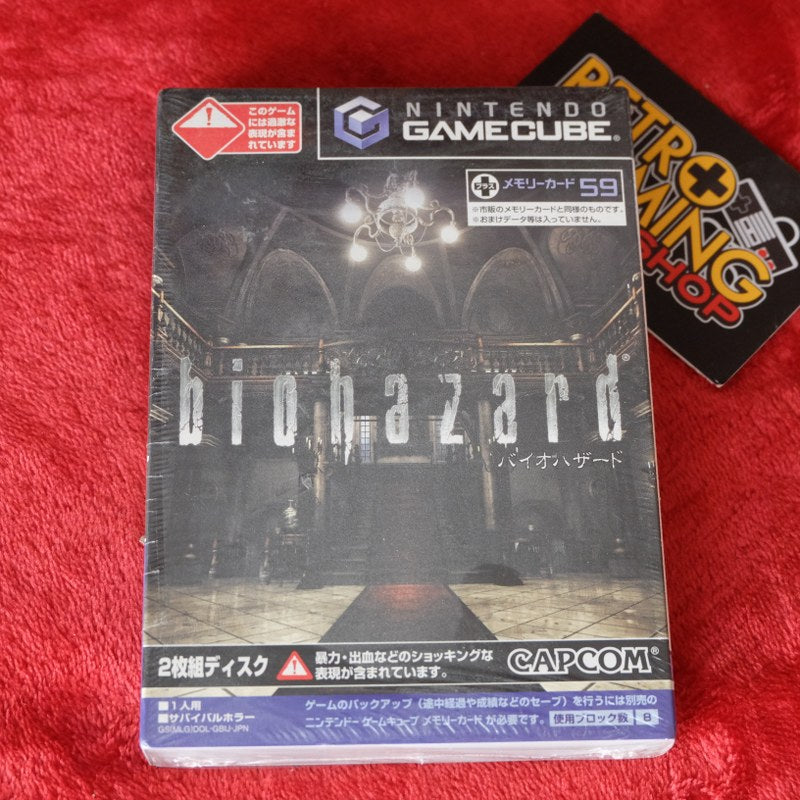 このゲーム
には過激な
表現が含ま
れています
NINTENDO
GAMECUBE®
プラス メモリーカード 59
※市販のメモリーカードと同様のものです。
※おまけデータ等は入っていません。
RETRO
GAMING
SHOP
biohazard®
バイオハザード
2枚組ディスク
暴力・出血などのショッキングな
表現が含まれています。
CAPCOM®
■1人用
■サバイバルホラー
GS(MLG)DOL-GBIJ-JPN
ゲームのバックアップ(途中経過や成績などのセーブ)を行うには別売の
ニンテンドーゲームキューブ メモリーカードが必要です。 使用ブロック数 8